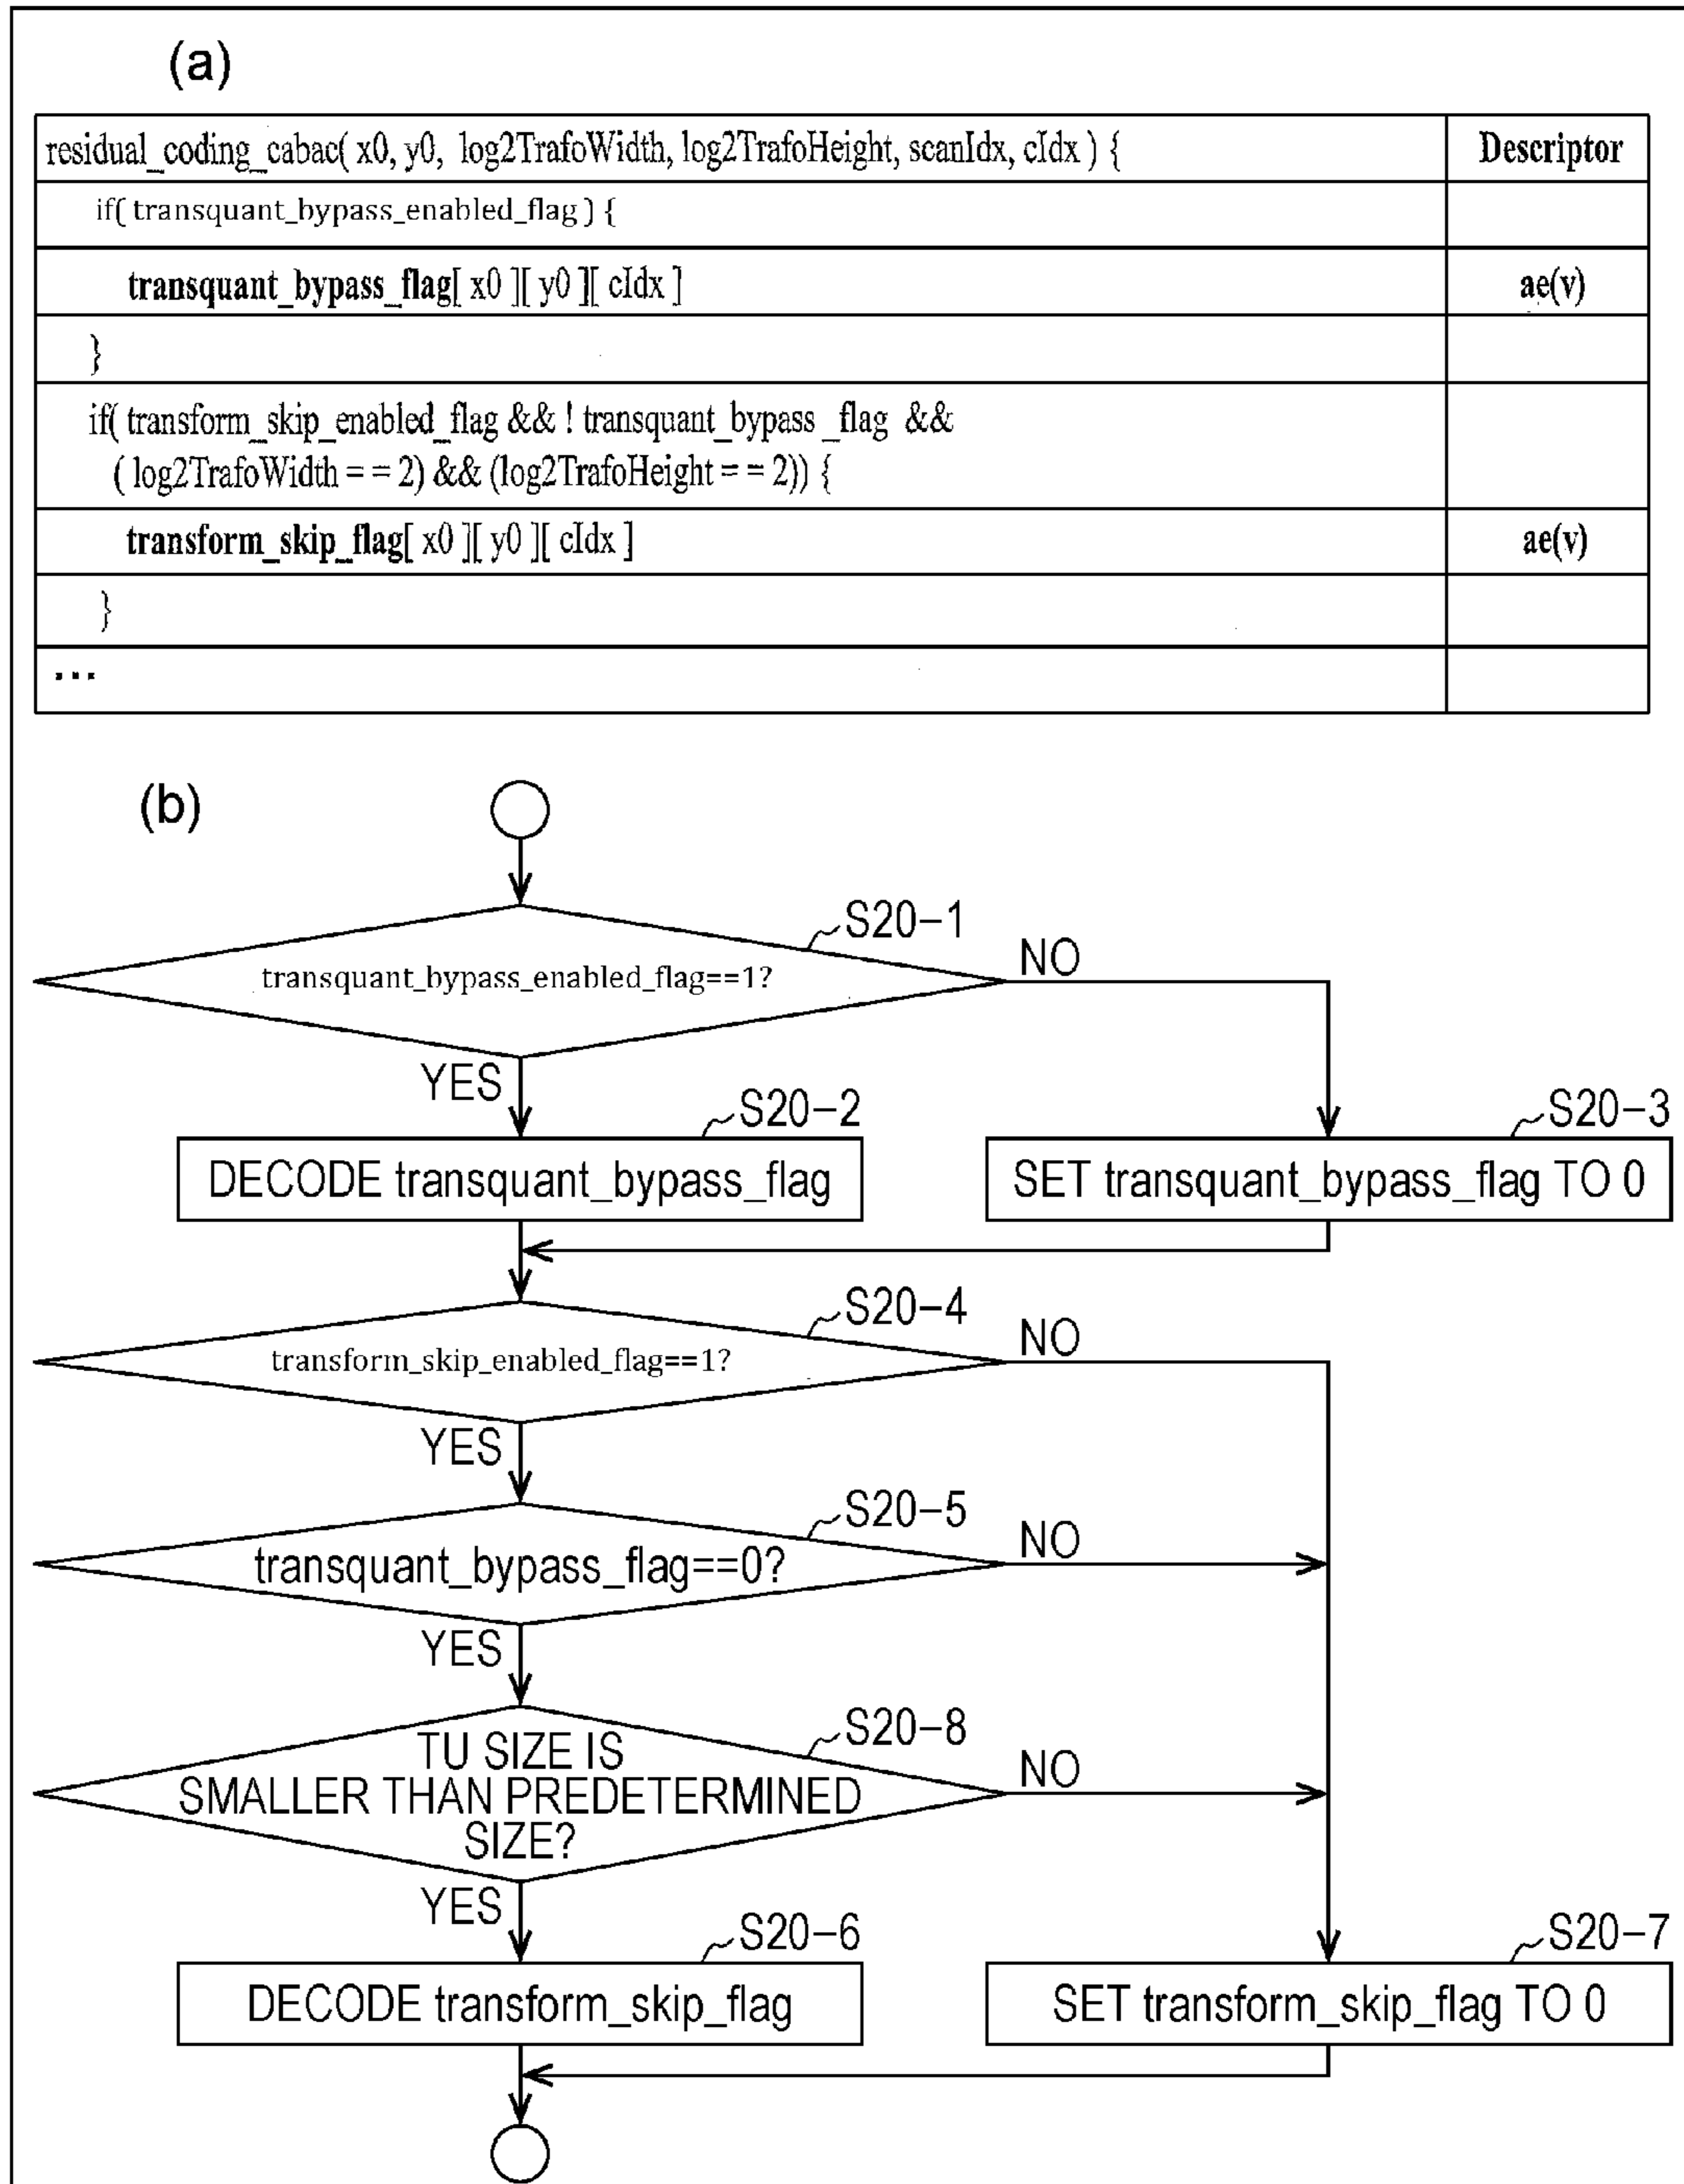 (a)
residual_coding_cabac( x0, y0, log2TrafoWidth, log2TrafoHeight, scanIdx, cIdx ) {
Descriptor
if( transquant_bypass_enabled_flag ) {
transquant_bypass_flag[ x0 ][ y0 ][ cIdx ]
ae(v)
}
if( transform_skip_enabled_flag && ! transquant_bypass _flag &&
( log2TrafoWidth = = 2) && (log2TrafoHeight = = 2)) {
transform_skip_flag[ x0 ][ y0 ][ cIdx ]
ae(v)
}
...
(b)
S20-1
transquant_bypass_enabled_flag==1?
NO
YES
S20-2
S20-3
DECODE transquant_bypass_flag
SET transquant_bypass_flag TO 0
S20-4
transform_skip_enabled_flag==1?
NO
YES
S20-5
transquant_bypass_flag==0?
NO
YES
S20-8
TU SIZE IS
SMALLER THAN PREDETERMINED
SIZE?
NO
YES
S20-6
S20-7
DECODE transform_skip_flag
SET transform_skip_flag TO 0